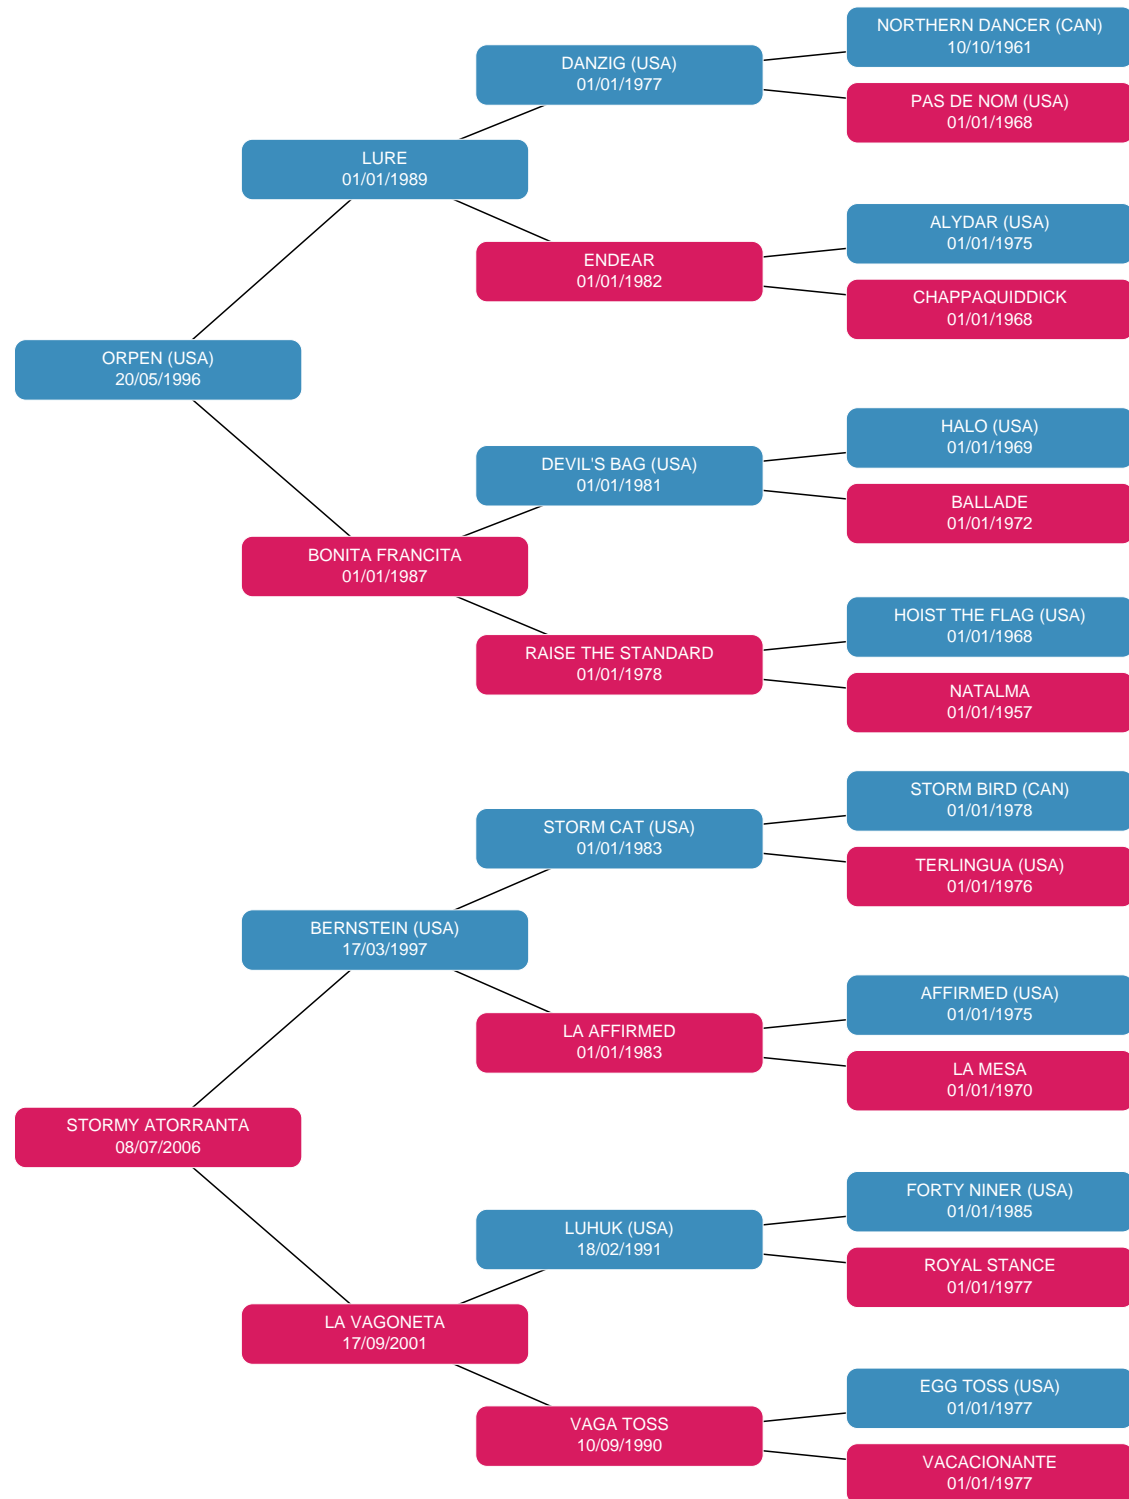 NORTHERN DANCER (CAN)
10/10/1961
DANZIG (USA)
01/01/1977
PAS DE NOM (USA)
01/01/1968
LURE
01/01/1989
ALYDAR (USA)
01/01/1975
ENDEAR
01/01/1982
CHAPPAQUIDDICK
01/01/1968
ORPEN (USA)
20/05/1996
HALO (USA)
01/01/1969
DEVIL'S BAG (USA)
01/01/1981
BALLADE
01/01/1972
BONITA FRANCITA
01/01/1987
HOIST THE FLAG (USA)
01/01/1968
RAISE THE STANDARD
01/01/1978
NATALMA
01/01/1957
STORM BIRD (CAN)
01/01/1978
STORM CAT (USA)
01/01/1983
TERLINGUA (USA)
01/01/1976
BERNSTEIN (USA)
17/03/1997
AFFIRMED (USA)
01/01/1975
LA AFFIRMED
01/01/1983
LA MESA
01/01/1970
STORMY ATORRANTA
08/07/2006
FORTY NINER (USA)
01/01/1985
LUHUK (USA)
18/02/1991
ROYAL STANCE
01/01/1977
LA VAGONETA
17/09/2001
EGG TOSS (USA)
01/01/1977
VAGA TOSS
10/09/1990
VACACIONANTE
01/01/1977